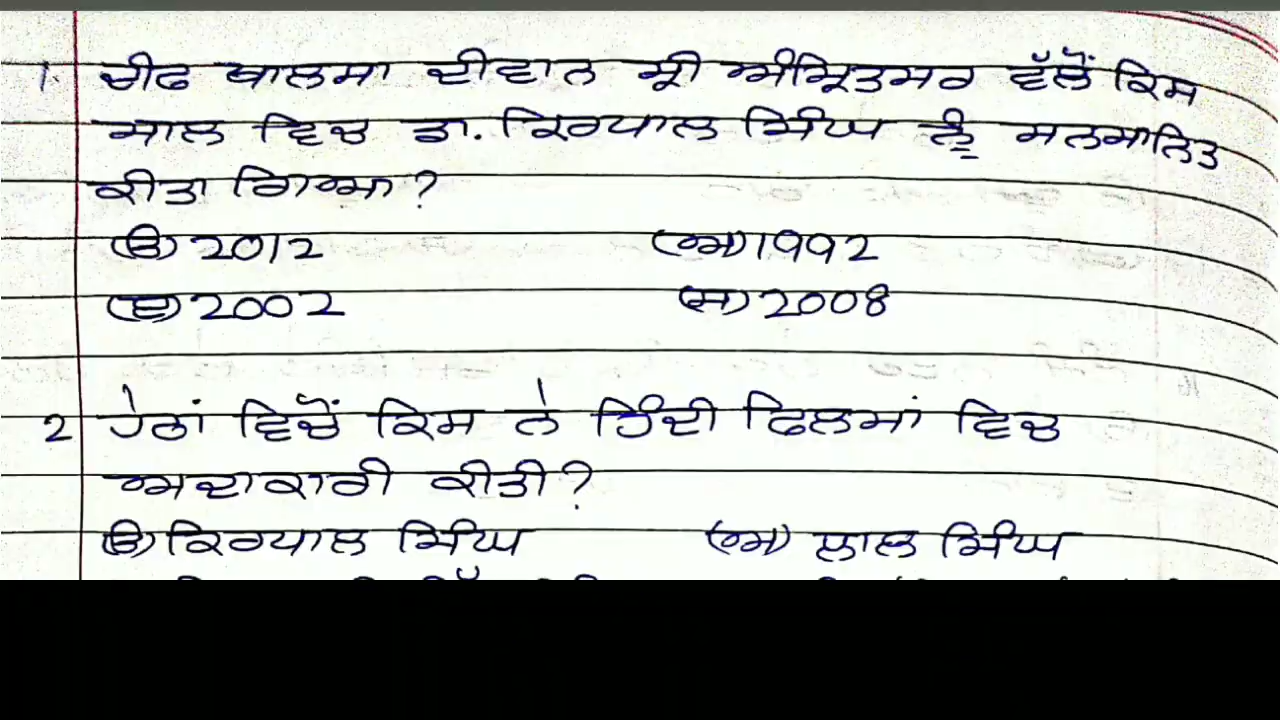 1. ਚੀਫ ਖਾਲਸਾ ਦੀਵਾਨ ਸ੍ਰੀ ਅੰਮ੍ਰਿਤਸਰ ਵੱਲੋਂ ਕਿਸ
ਸਾਲ ਵਿਚ ਡਾ. ਕਿਰਪਾਲ ਸਿੰਘ ਨੂੰ ਸਨਮਾਨਿਤ
ਕੀਤਾ ਗਿਆ?
(ੳ) 2012 (ਅ) 1992
(ੲ) 2002 (ਸ) 2008
2 ਹੇਠਾਂ ਵਿਚੋਂ ਕਿਸ ਨੇ ਹਿੰਦੀ ਫਿਲਮਾਂ ਵਿਚ
ਅਦਾਕਾਰੀ ਕੀਤੀ?
(ੳ) ਕਿਰਪਾਲ ਸਿੰਘ (ਅ) ਲਾਲ ਸਿੰਘ